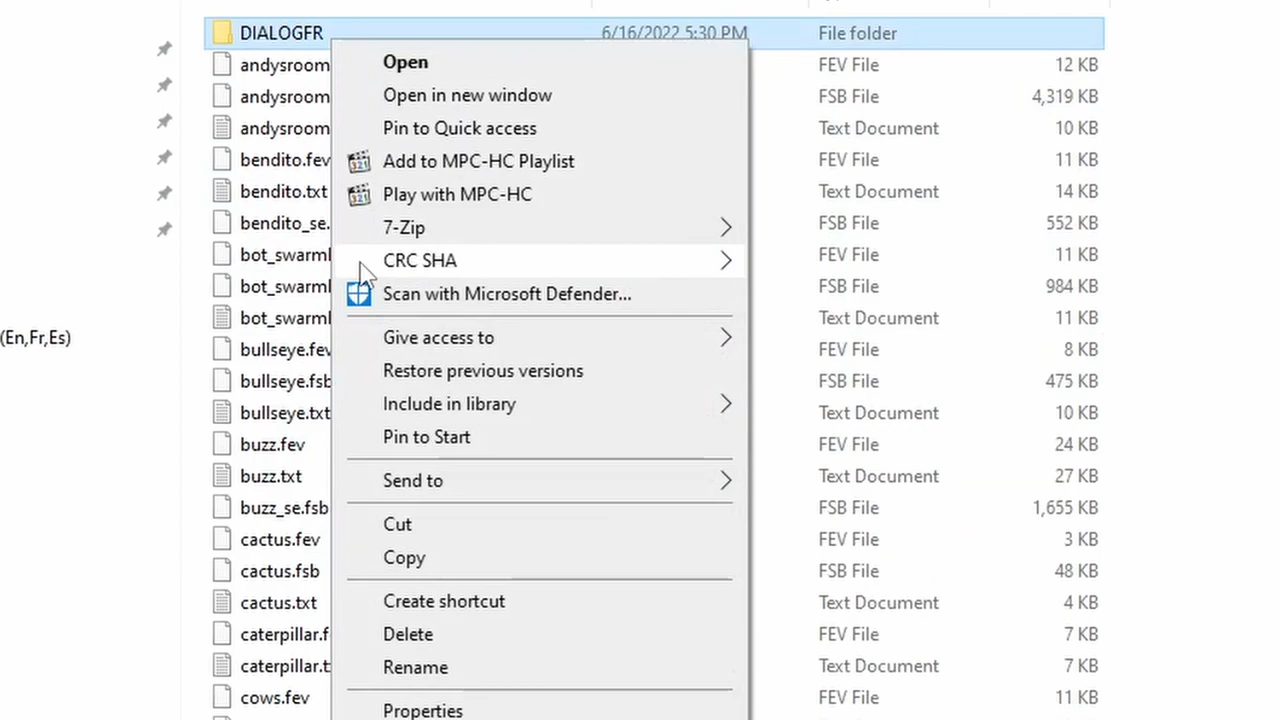 DIALOGFR 6/16/2022 5:30 PM File folder
Open
andysroom FEV File 12 KB
Open in new window
andysroom FSB File 4,319 KB
Pin to Quick access
andysroom Text Document 10 KB
Add to MPC-HC Playlist
bendito.fev FEV File 11 KB
Play with MPC-HC
bendito.txt Text Document 14 KB
7-Zip
bendito_se. FSB File 552 KB
CRC SHA
bot_swarm FEV File 11 KB
Scan with Microsoft Defender...
bot_swarm FSB File 984 KB
bot_swarm Text Document 11 KB
(En,Fr,Es)
Give access to
bullseye.fev FEV File 8 KB
Restore previous versions
bullseye.fsb FSB File 475 KB
Include in library
bullseye.txt Text Document 10 KB
Pin to Start
buzz.fev FEV File 24 KB
Send to
buzz.txt Text Document 27 KB
buzz_se.fsb FSB File 1,655 KB
Cut
cactus.fev FEV File 3 KB
Copy
cactus.fsb FSB File 48 KB
Create shortcut
cactus.txt Text Document 4 KB
Delete
caterpillar.f FEV File 7 KB
Rename
caterpillar.t Text Document 7 KB
cows.fev FEV File 11 KB
Properties